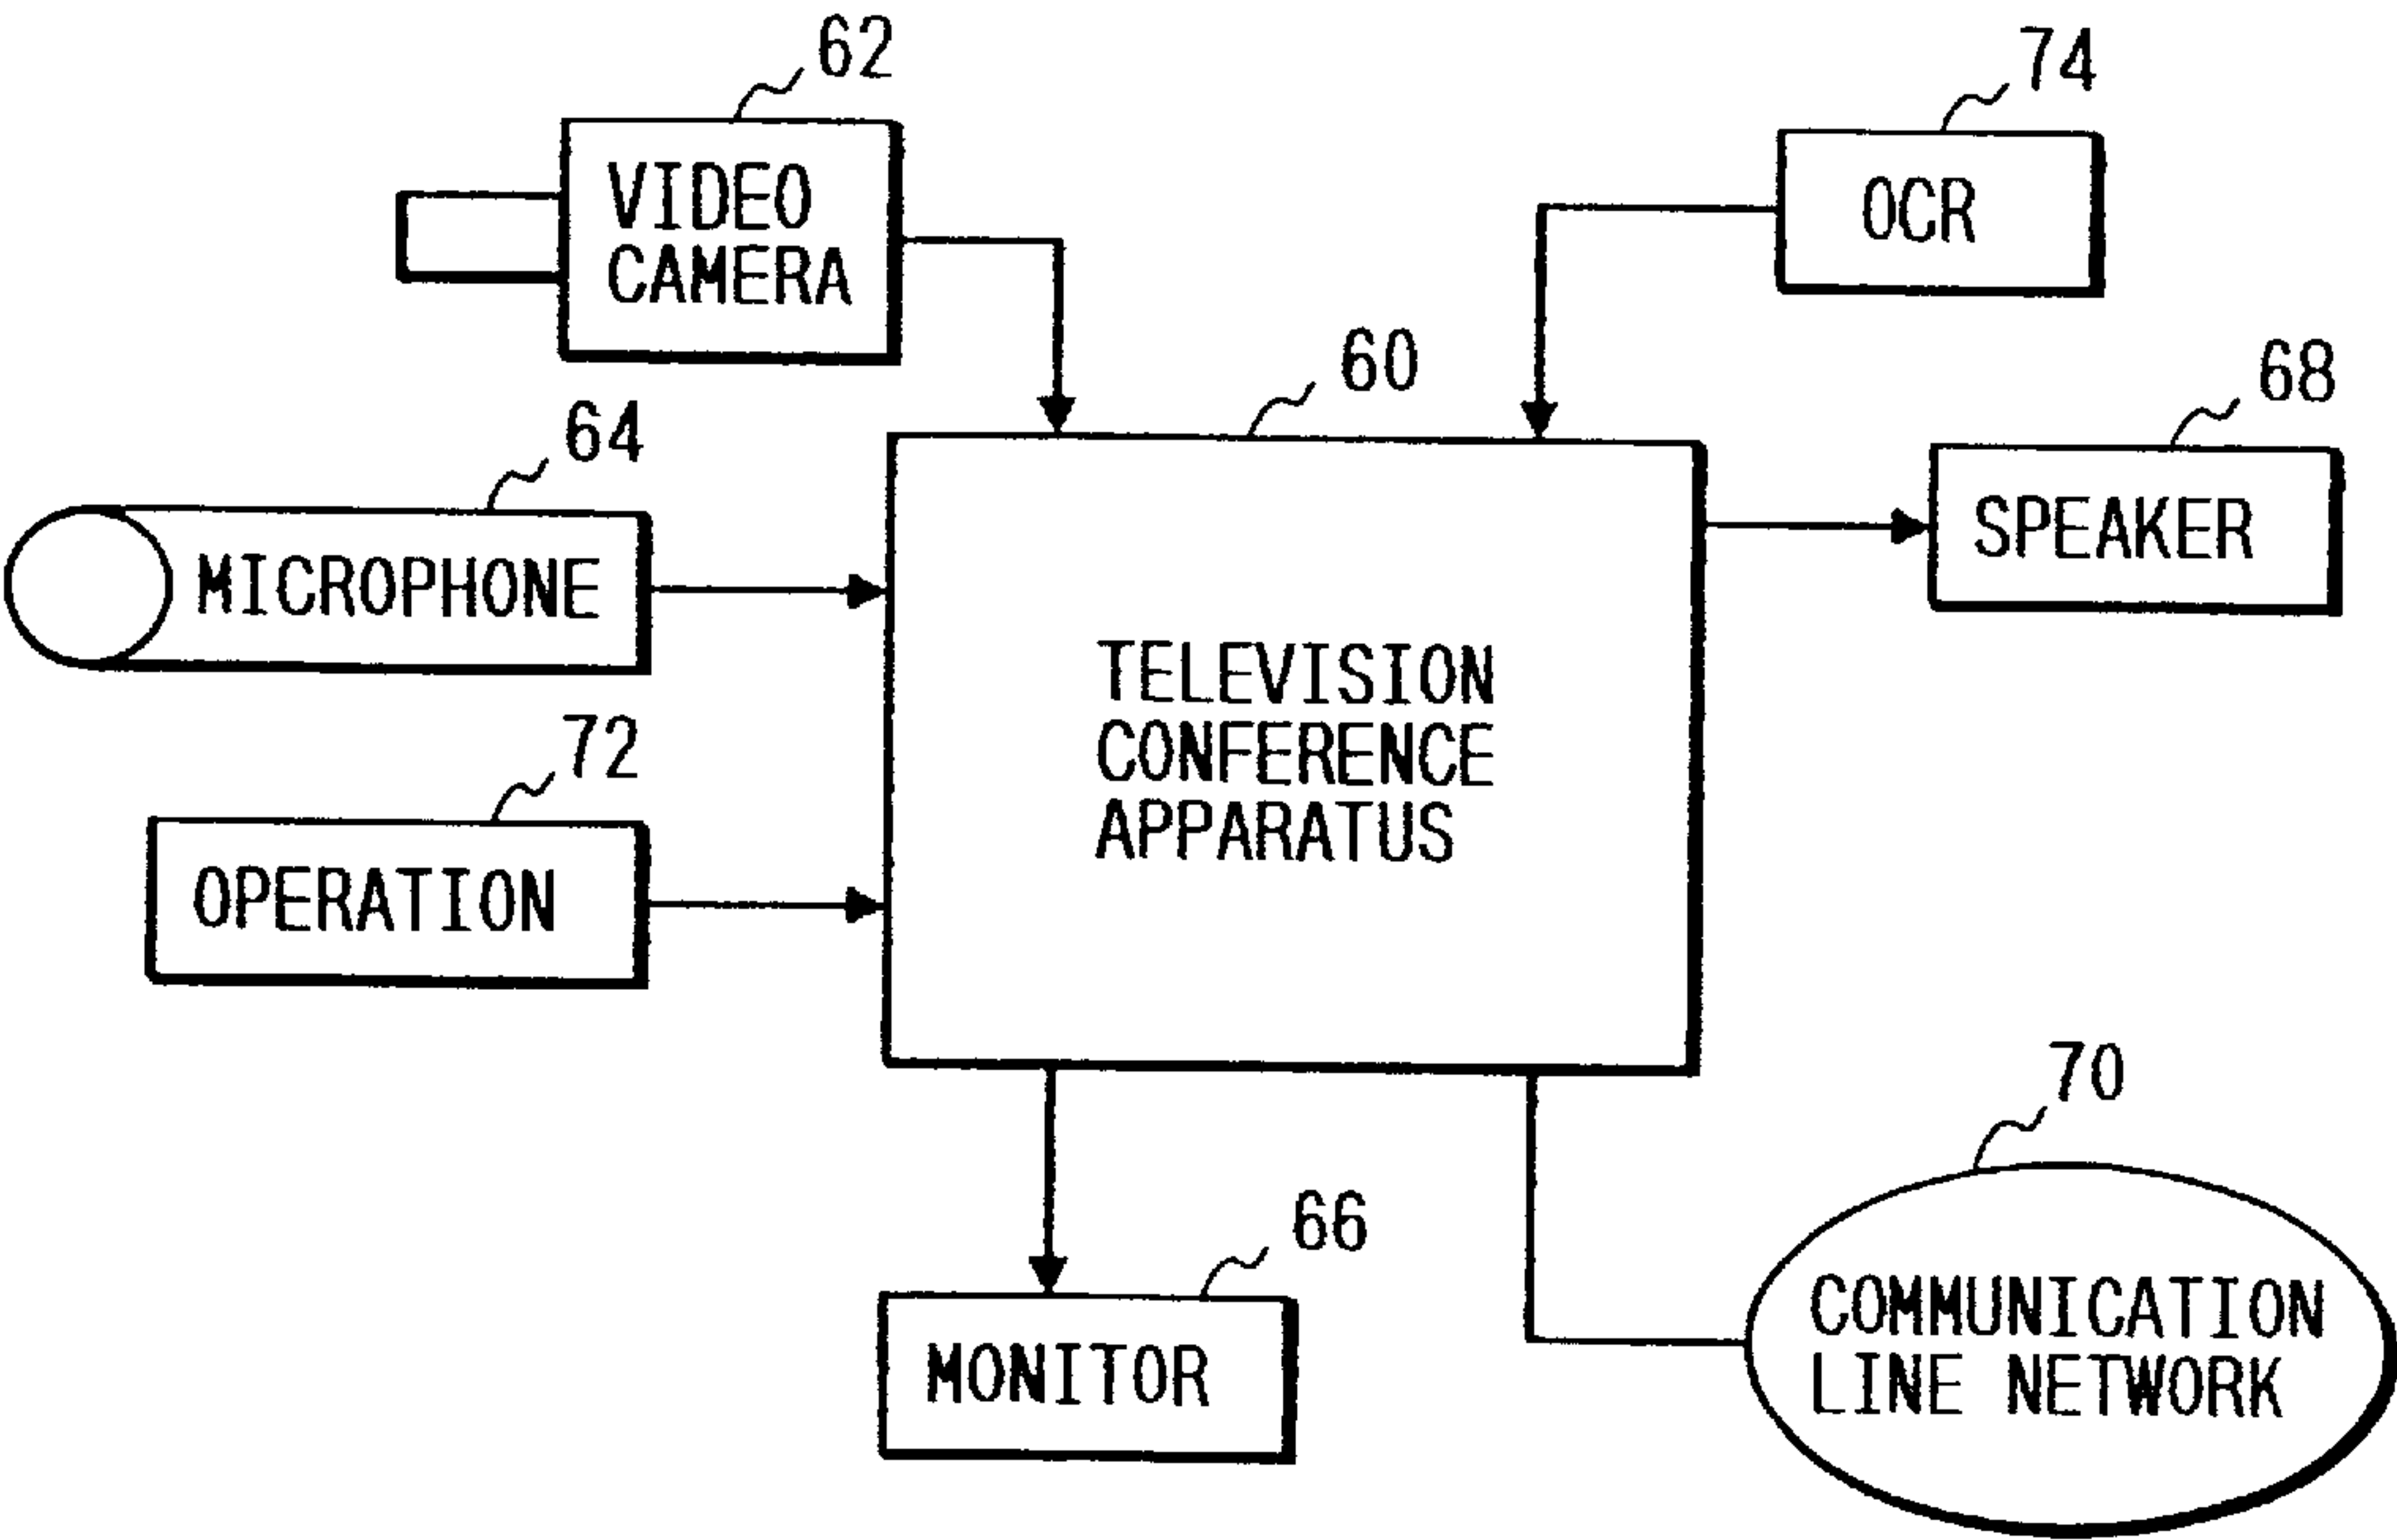 62
VIDEO
CAMERA
74
OCR
60
68
SPEAKER
64
MICROPHONE
TELEVISION
CONFERENCE
APPARATUS
72
OPERATION
70
COMMUNICATION
LINE NETWORK
66
MONITOR